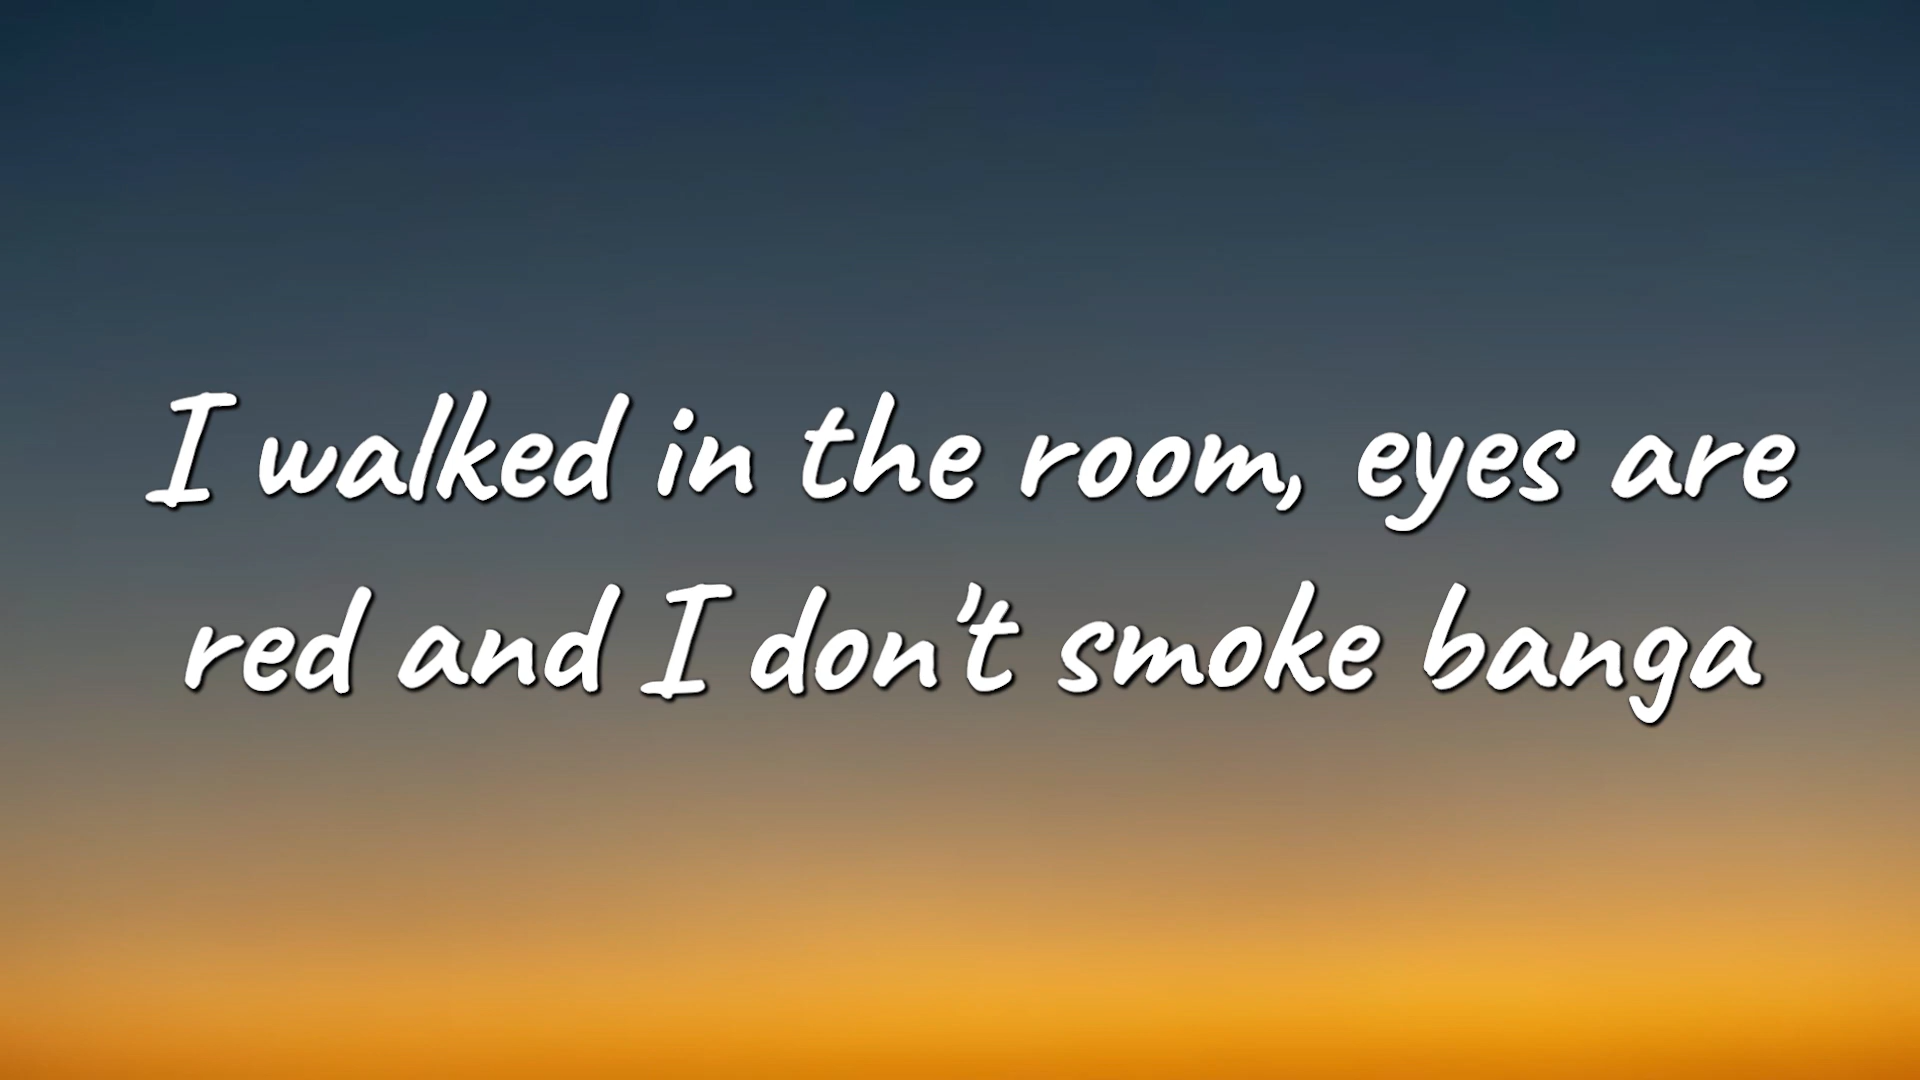 I walked in the room, eyes are
red and I don't smoke banga